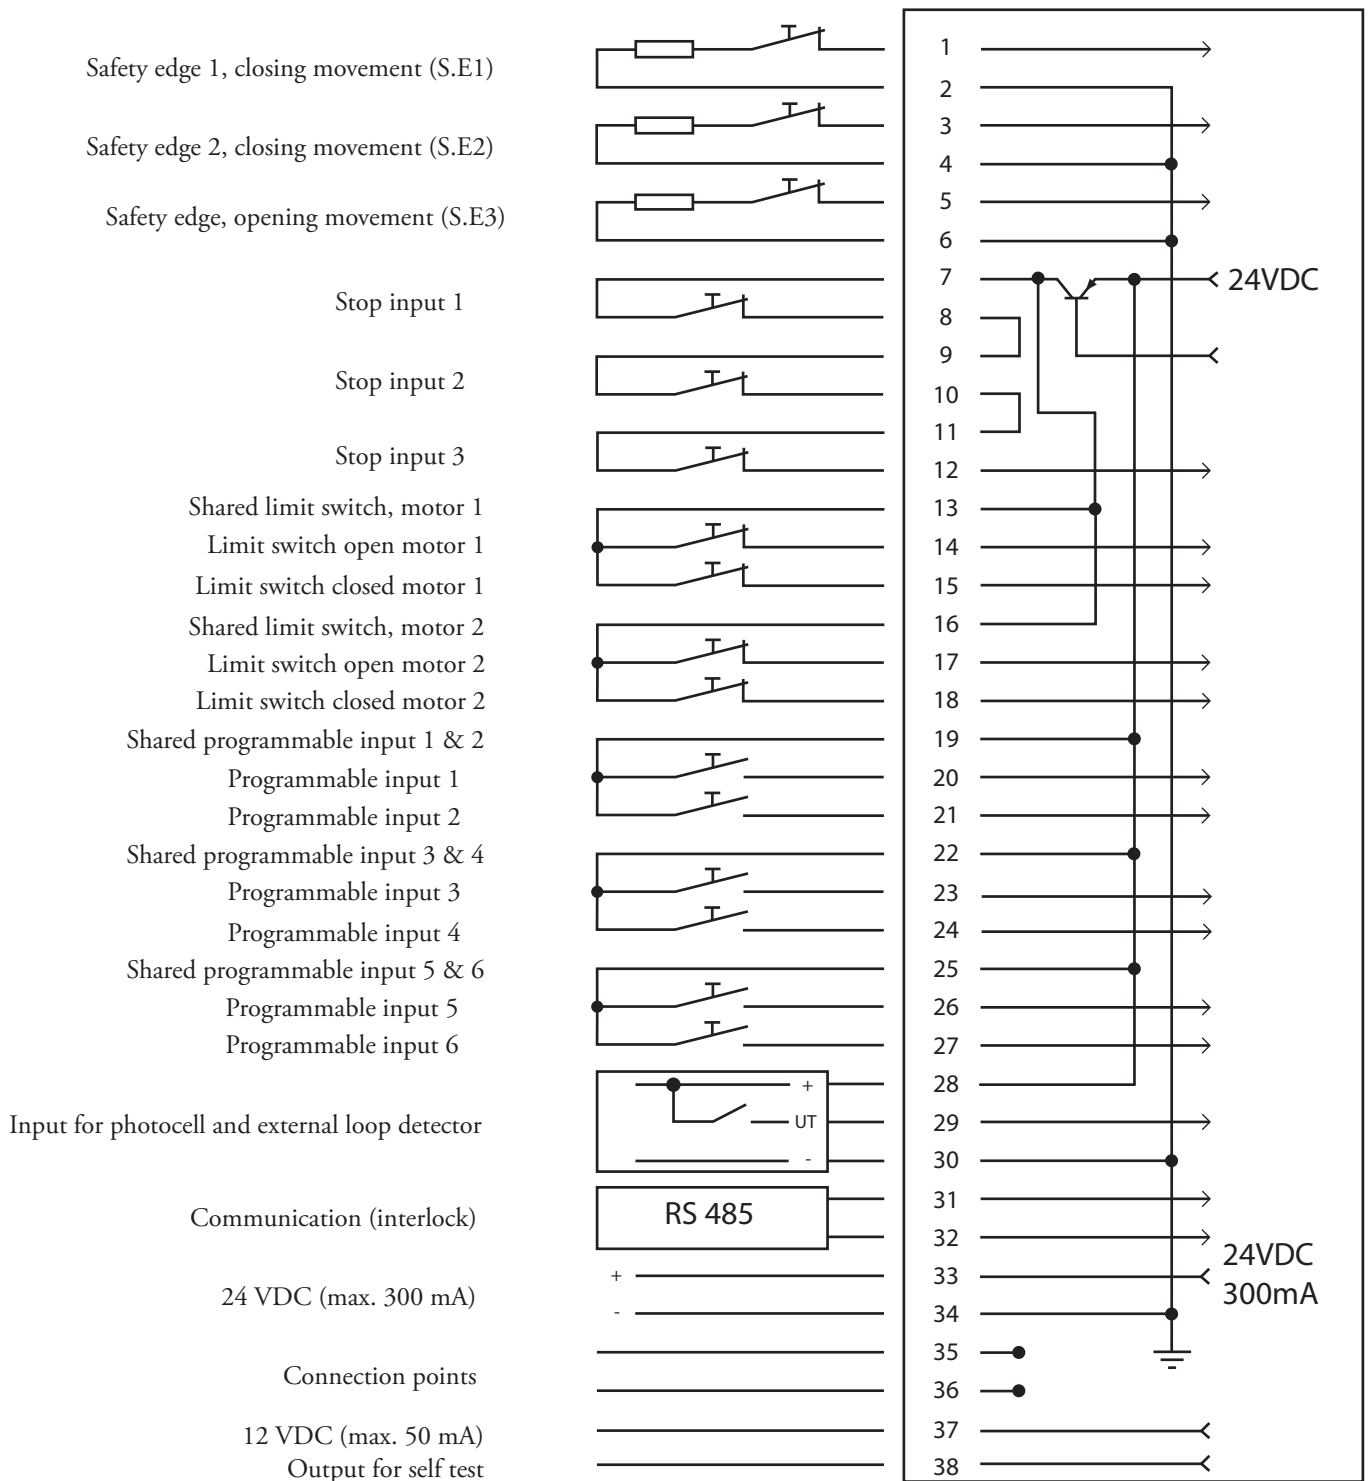 Safety edge 1, closing movement (S.E1)
Safety edge 2, closing movement (S.E2)
Safety edge, opening movement (S.E3)
Stop input 1
Stop input 2
Stop input 3
Shared limit switch, motor 1
Limit switch open motor 1
Limit switch closed motor 1
Shared limit switch, motor 2
Limit switch open motor 2
Limit switch closed motor 2
Shared programmable input 1 & 2
Programmable input 1
Programmable input 2
Shared programmable input 3 & 4
Programmable input 3
Programmable input 4
Shared programmable input 5 & 6
Programmable input 5
Programmable input 6
Input for photocell and external loop detector
Communication (interlock)
24 VDC (max. 300 mA)
Connection points
12 VDC (max. 50 mA)
Output for self test
+
UT
-
RS 485
+
-
1
2
3
4
5
6
7
8
9
10
11
12
13
14
15
16
17
18
19
20
21
22
23
24
25
26
27
28
29
30
31
32
33
34
35
36
37
38
24VDC
24VDC
300mA